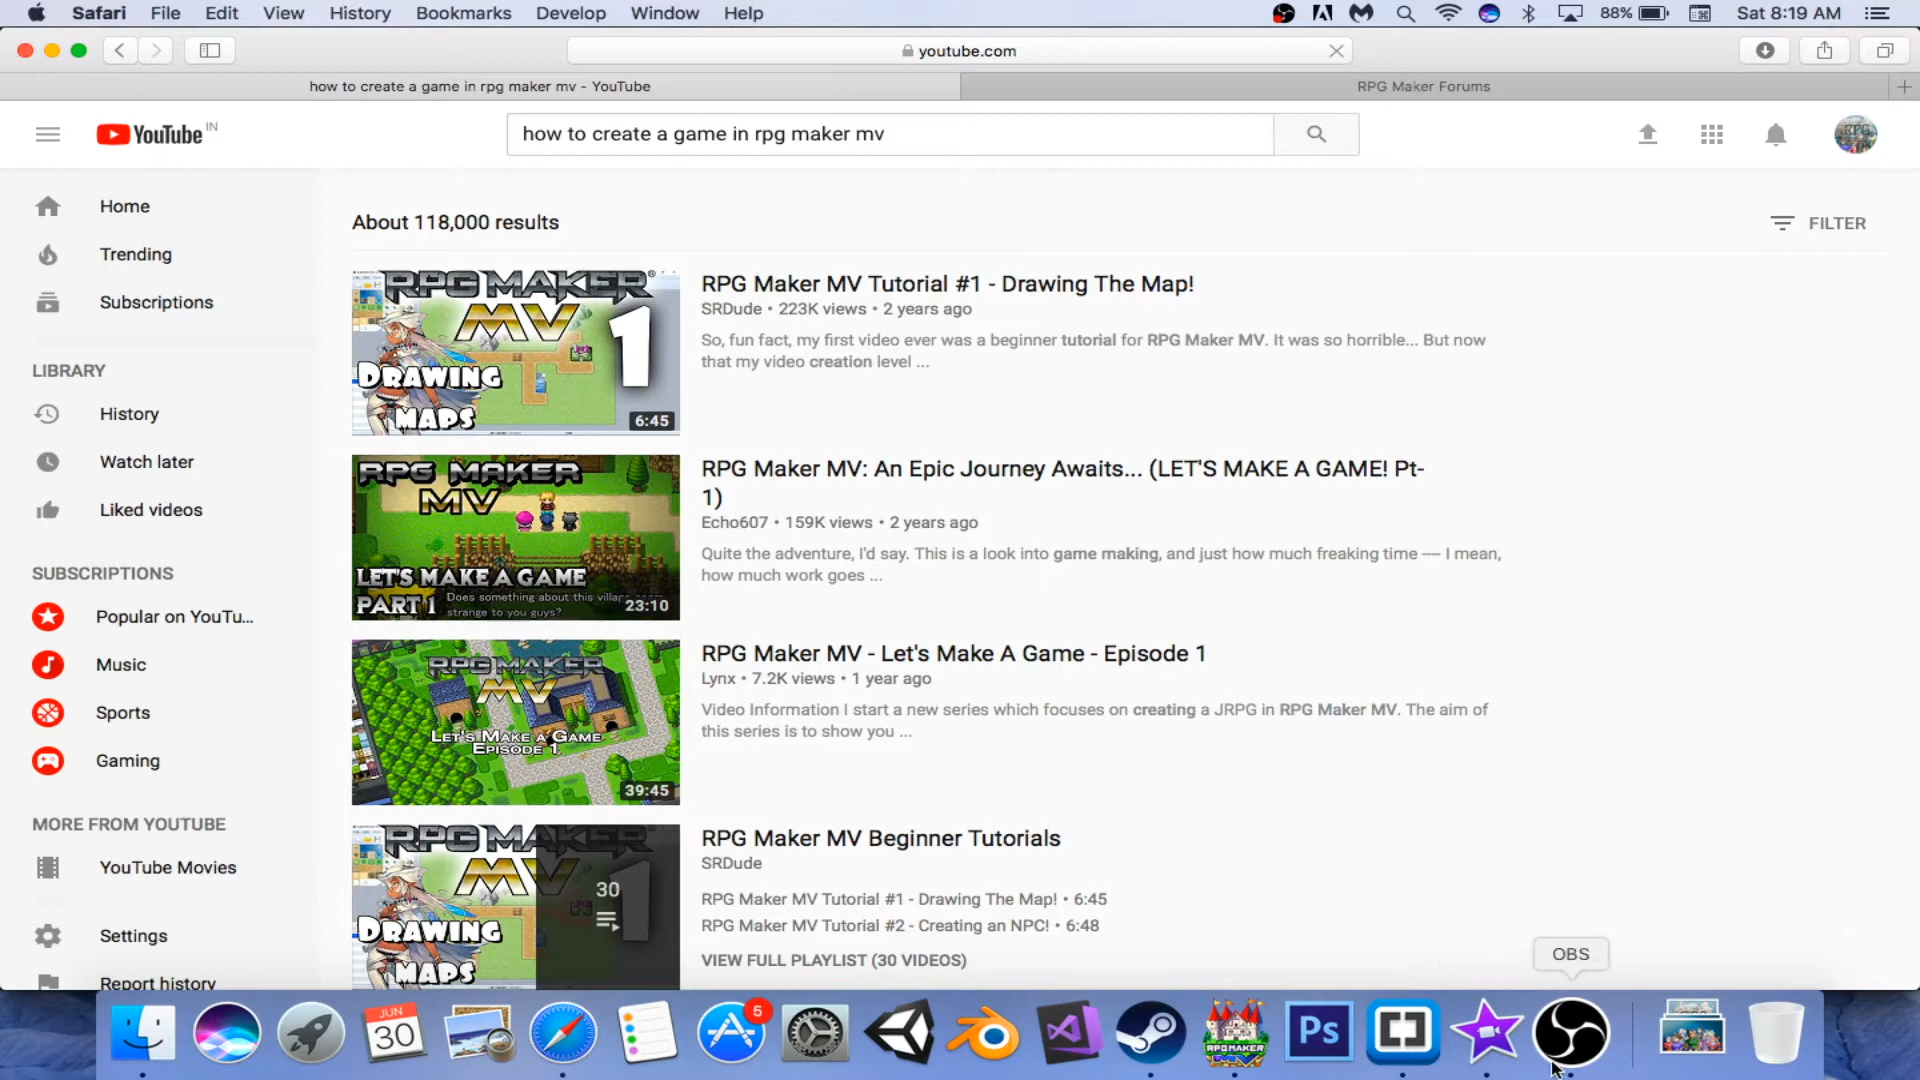 Safari File Edit View History Bookmarks Develop Window Help
88% Sat 8:19 AM
youtube.com
how to create a game in rpg maker mv - YouTube
RPG Maker Forums
YouTube IN
how to create a game in rpg maker mv
Home
Trending
Subscriptions
LIBRARY
History
Watch later
Liked videos
SUBSCRIPTIONS
Popular on YouTu...
Music
Sports
Gaming
MORE FROM YOUTUBE
YouTube Movies
Settings
Report history
About 118,000 results
FILTER
RPG MAKER
MV 1
DRAWING
MAPS
6:45
RPG Maker MV Tutorial #1 - Drawing The Map!
SRDude • 223K views • 2 years ago
So, fun fact, my first video ever was a beginner tutorial for RPG Maker MV. It was so horrible... But now
that my video creation level ...
RPG MAKER
MV
LET'S MAKE A GAME
PART 1
Does something about this villag
strange to you guys?
23:10
RPG Maker MV: An Epic Journey Awaits... (LET'S MAKE A GAME! Pt-
1)
Echo607 • 159K views • 2 years ago
Quite the adventure, I'd say. This is a look into game making, and just how much freaking time — I mean,
how much work goes ...
RPG MAKER
MV
LET'S MAKE A GAME
EPISODE 1
39:45
RPG Maker MV - Let's Make A Game - Episode 1
Lynx • 7.2K views • 1 year ago
Video Information I start a new series which focuses on creating a JRPG in RPG Maker MV. The aim of
this series is to show you ...
RPG MAKER
MV 1
DRAWING
MAPS
30
RPG Maker MV Beginner Tutorials
SRDude
RPG Maker MV Tutorial #1 - Drawing The Map! • 6:45
RPG Maker MV Tutorial #2 - Creating an NPC! • 6:48
VIEW FULL PLAYLIST (30 VIDEOS)
OBS
JUN
30
5
RPG MAKER
MV
Ps